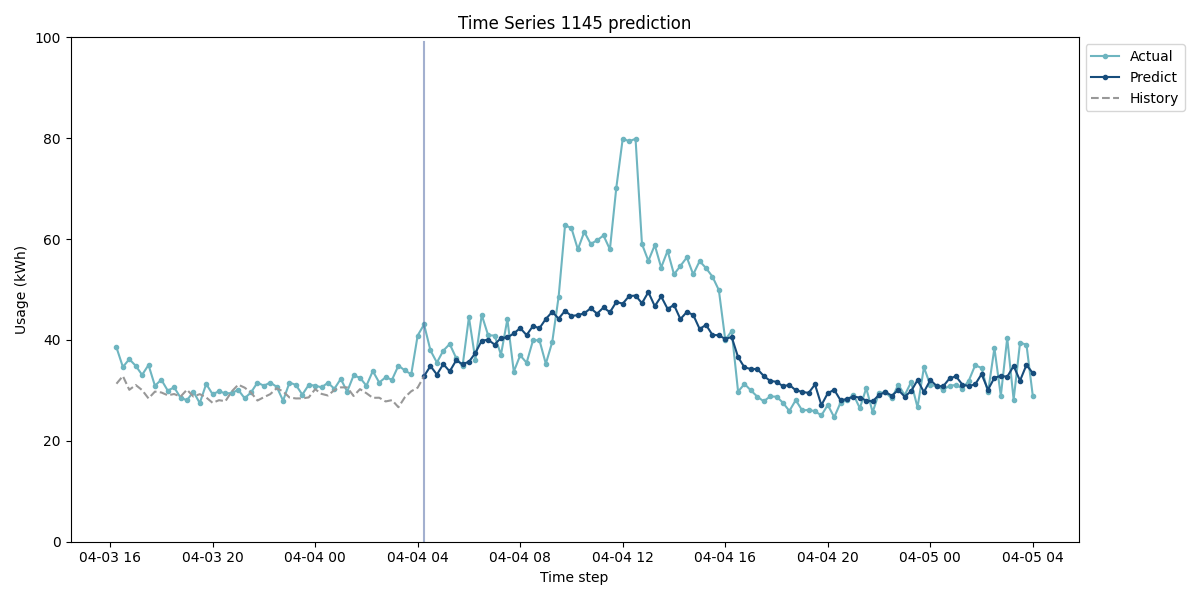 Time Series 1145 prediction
100
80
60
40
20
0
Usage (kWh)
04-03 16
04-03 20
04-04 00
04-04 04
04-04 08
04-04 12
04-04 16
04-04 20
04-05 00
04-05 04
Time step
Actual
Predict
History